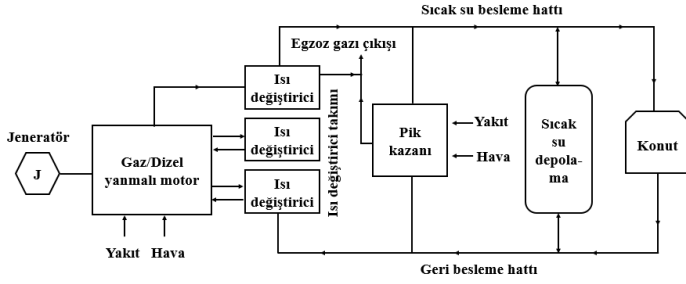 Sıcak su besleme hattı
Egzoz gazı çıkışı
Isı
değiştirici
Isı
değiştirici
Isı
değiştirici
Isı değiştirici takımı
Jeneratör
J
Gaz/Dizel
yanmalı motor
Yakıt Hava
Pik
kazanı
Yakıt
Hava
Sıcak
su
depola-
ma
Konut
Geri besleme hattı